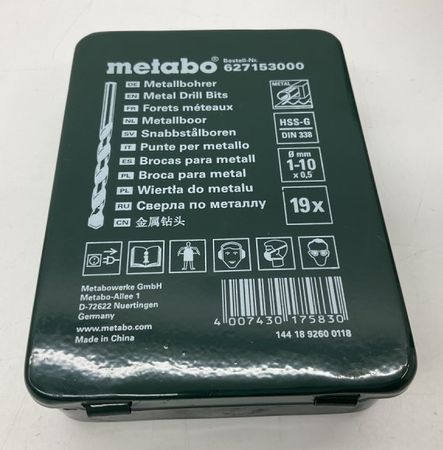 metabo® Bestell-Nr. 627153000
DE Metallbohrer
EN Metal Drill Bits
FR Forets méteaux
NL Metalboor
SV Snabbstålboren
IT Punte per metallo
ES Brocas para metall
PL Broca para metal
PL Wiertła do metalu
RU Сверла по металлу
CN 金属钻头
METAL
HSS-G
DIN 338
Ø mm
1-10
x 0,5
19x
Metabowerke GmbH
Metabo-Allee 1
D-72622 Nuertingen
Germany
www.metabo.com
Made in China
4 007430 175830
144 18 9260 0118